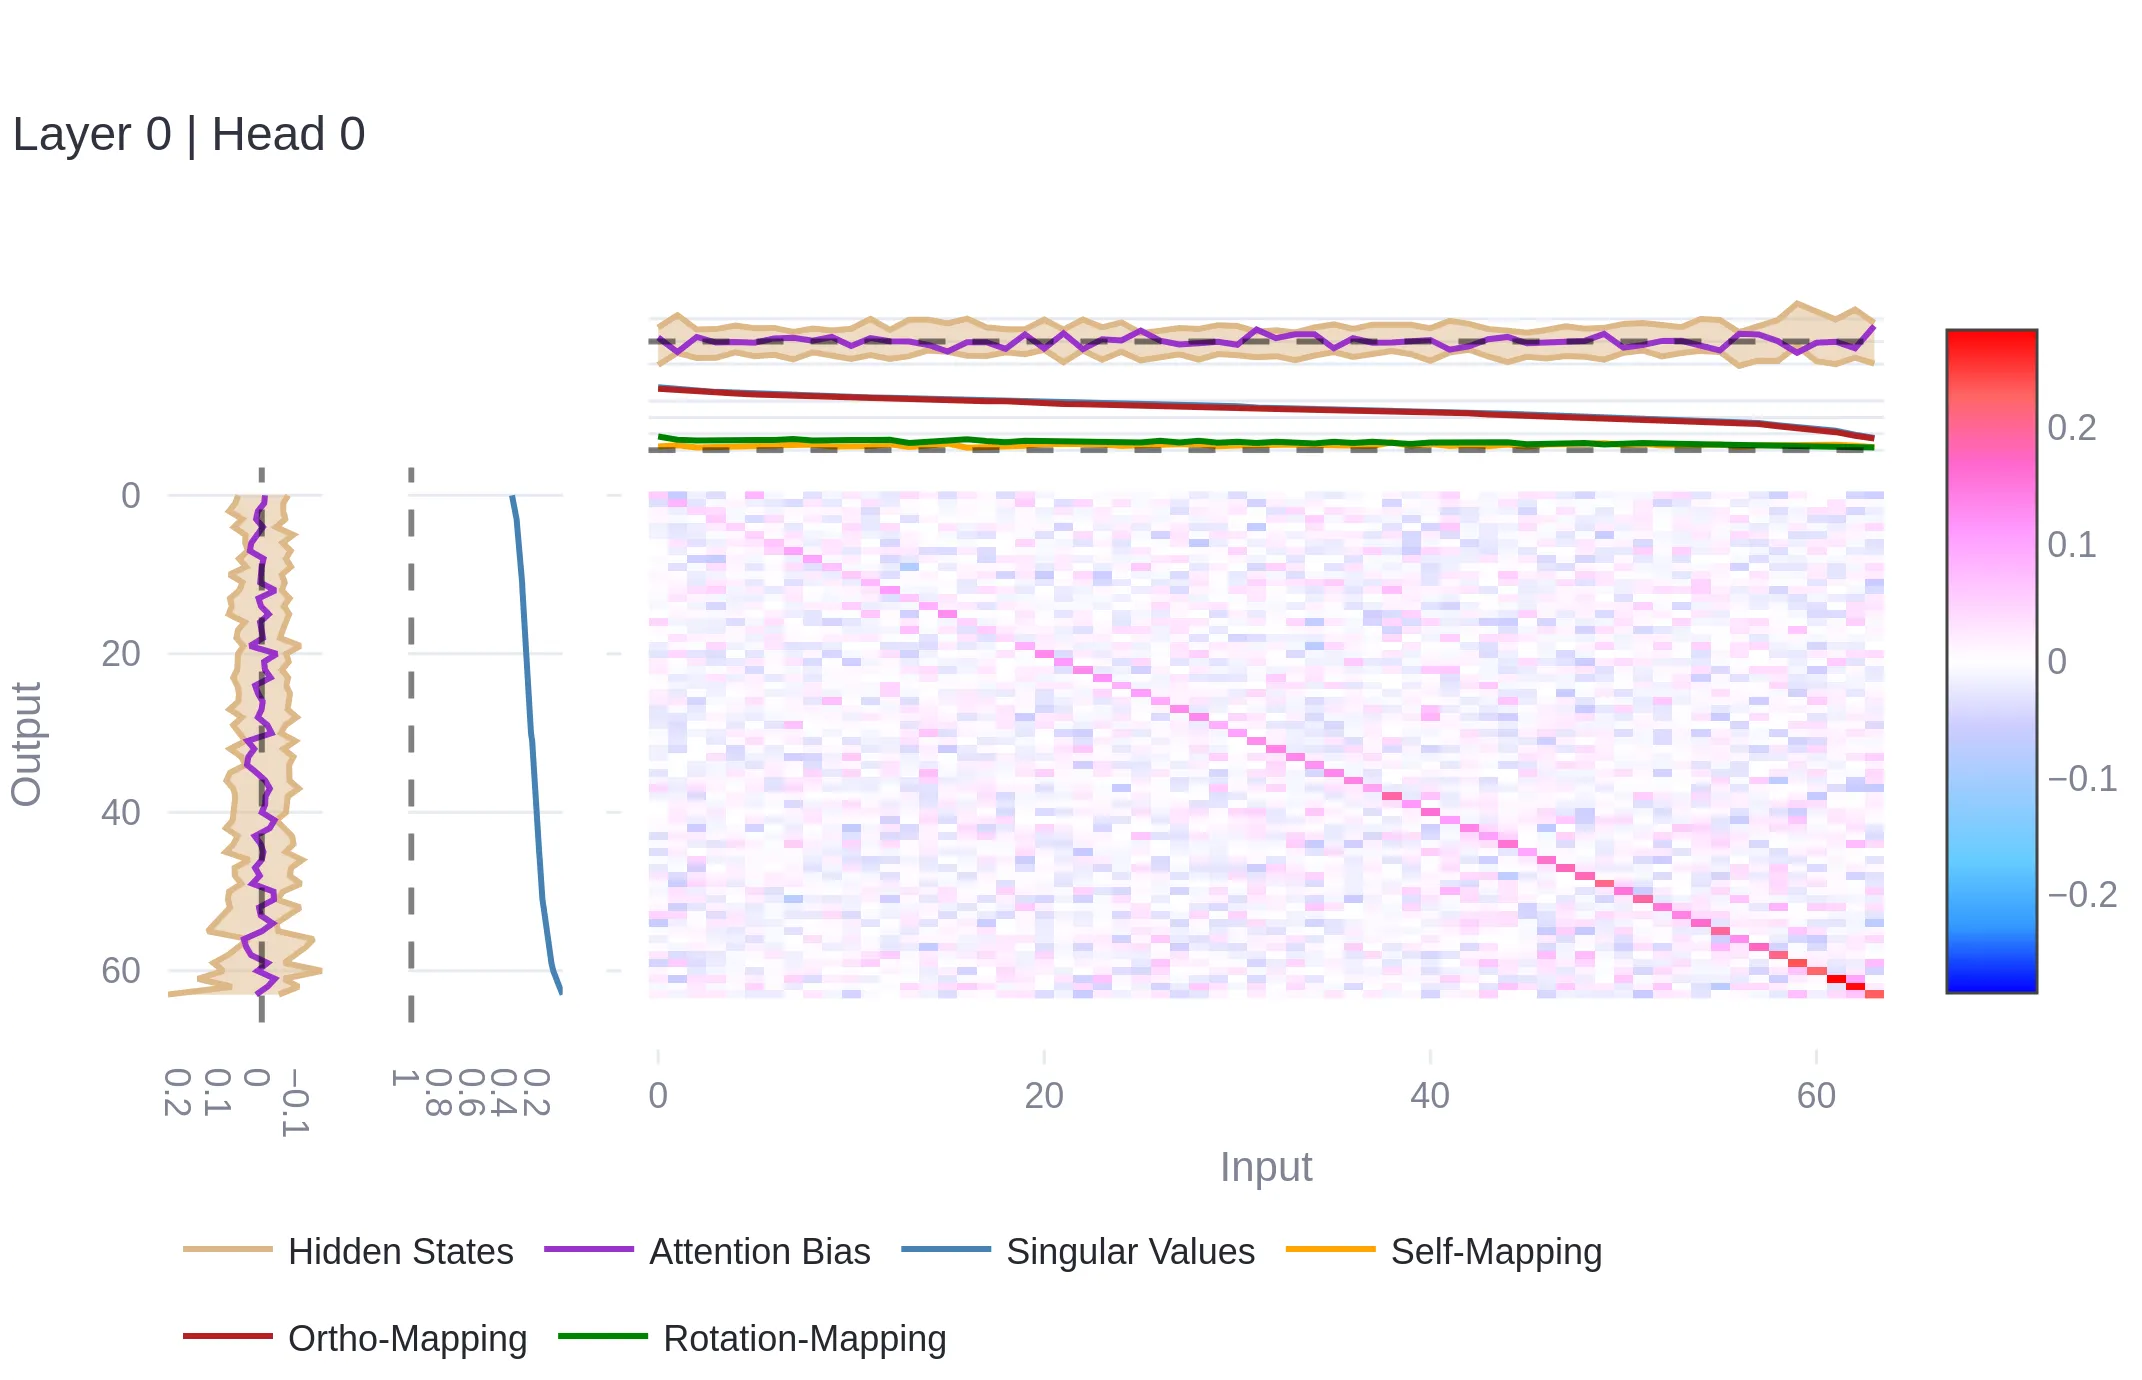 Layer 0 | Head 0
0
20
40
60
Output
0.2
0.1
0
−0.1
1
0.8
0.6
0.4
0.2
0
20
40
60
Input
0.2
0.1
0
−0.1
−0.2
Hidden States
Attention Bias
Singular Values
Self-Mapping
Ortho-Mapping
Rotation-Mapping